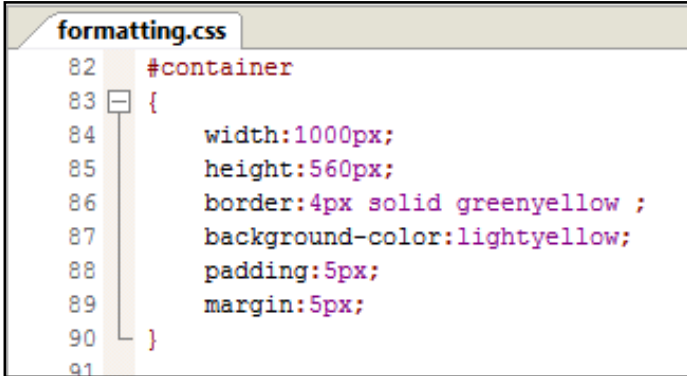 formatting.css
82 #container
83 {
84 width:1000px;
85 height:560px;
86 border:4px solid greenyellow ;
87 background-color:lightyellow;
88 padding:5px;
89 margin:5px;
90 }
91